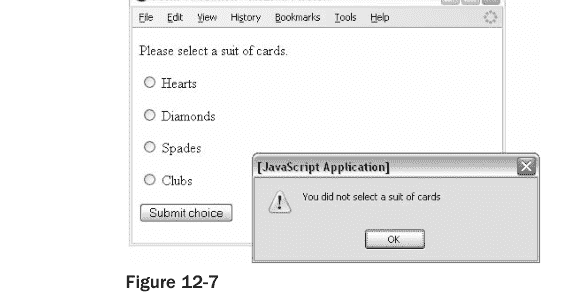 File Edit View History Bookmarks Tools Help
Please select a suit of cards.
Hearts
Diamonds
Spades
Clubs
Submit choice
[JavaScript Application]
You did not select a suit of cards
OK
Figure 12-7